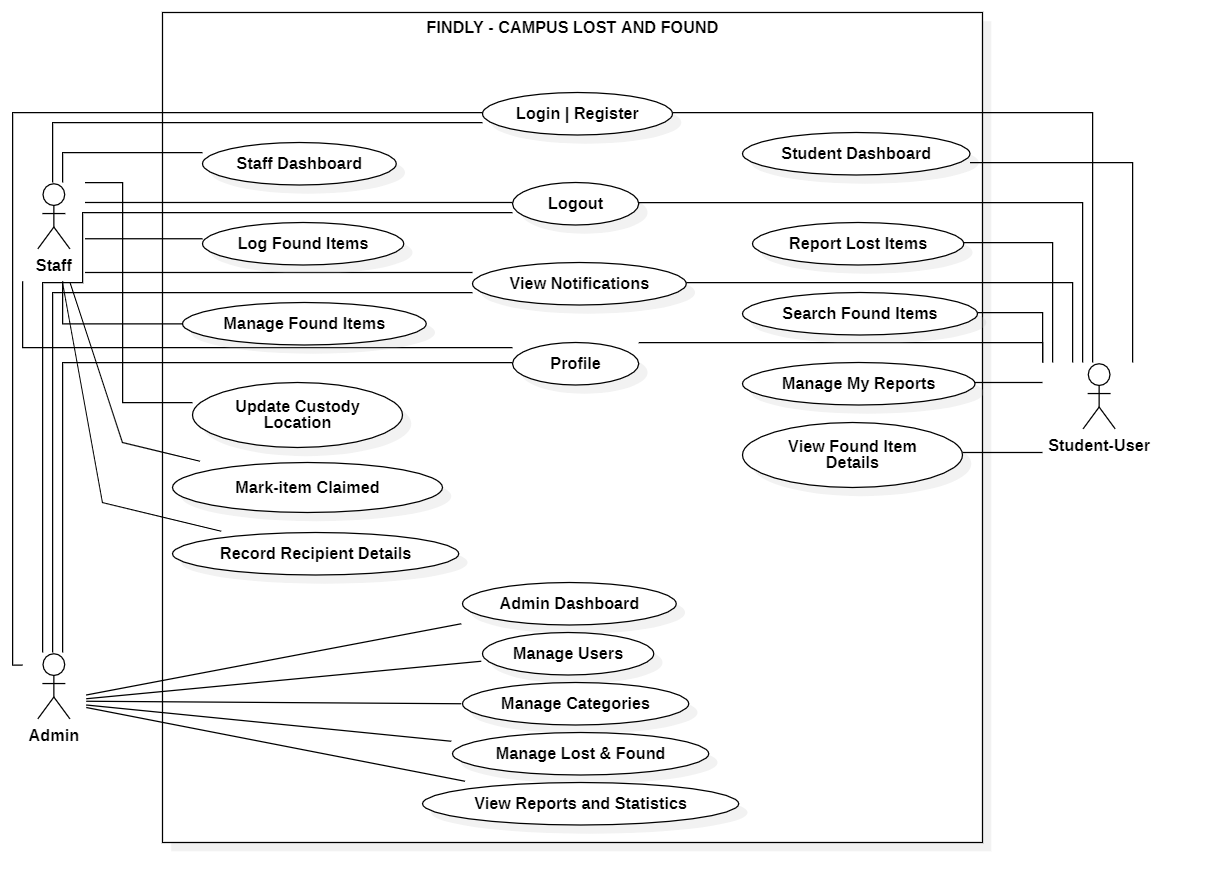 FINDLY - CAMPUS LOST AND FOUND
Login | Register
Staff Dashboard
Student Dashboard
Logout
Log Found Items
Report Lost Items
Staff
View Notifications
Search Found Items
Manage Found Items
Profile
Manage My Reports
Update Custody
Location
View Found Item
Details
Student-User
Mark-item Claimed
Record Recipient Details
Admin Dashboard
Manage Users
Manage Categories
Admin
Manage Lost & Found
View Reports and Statistics